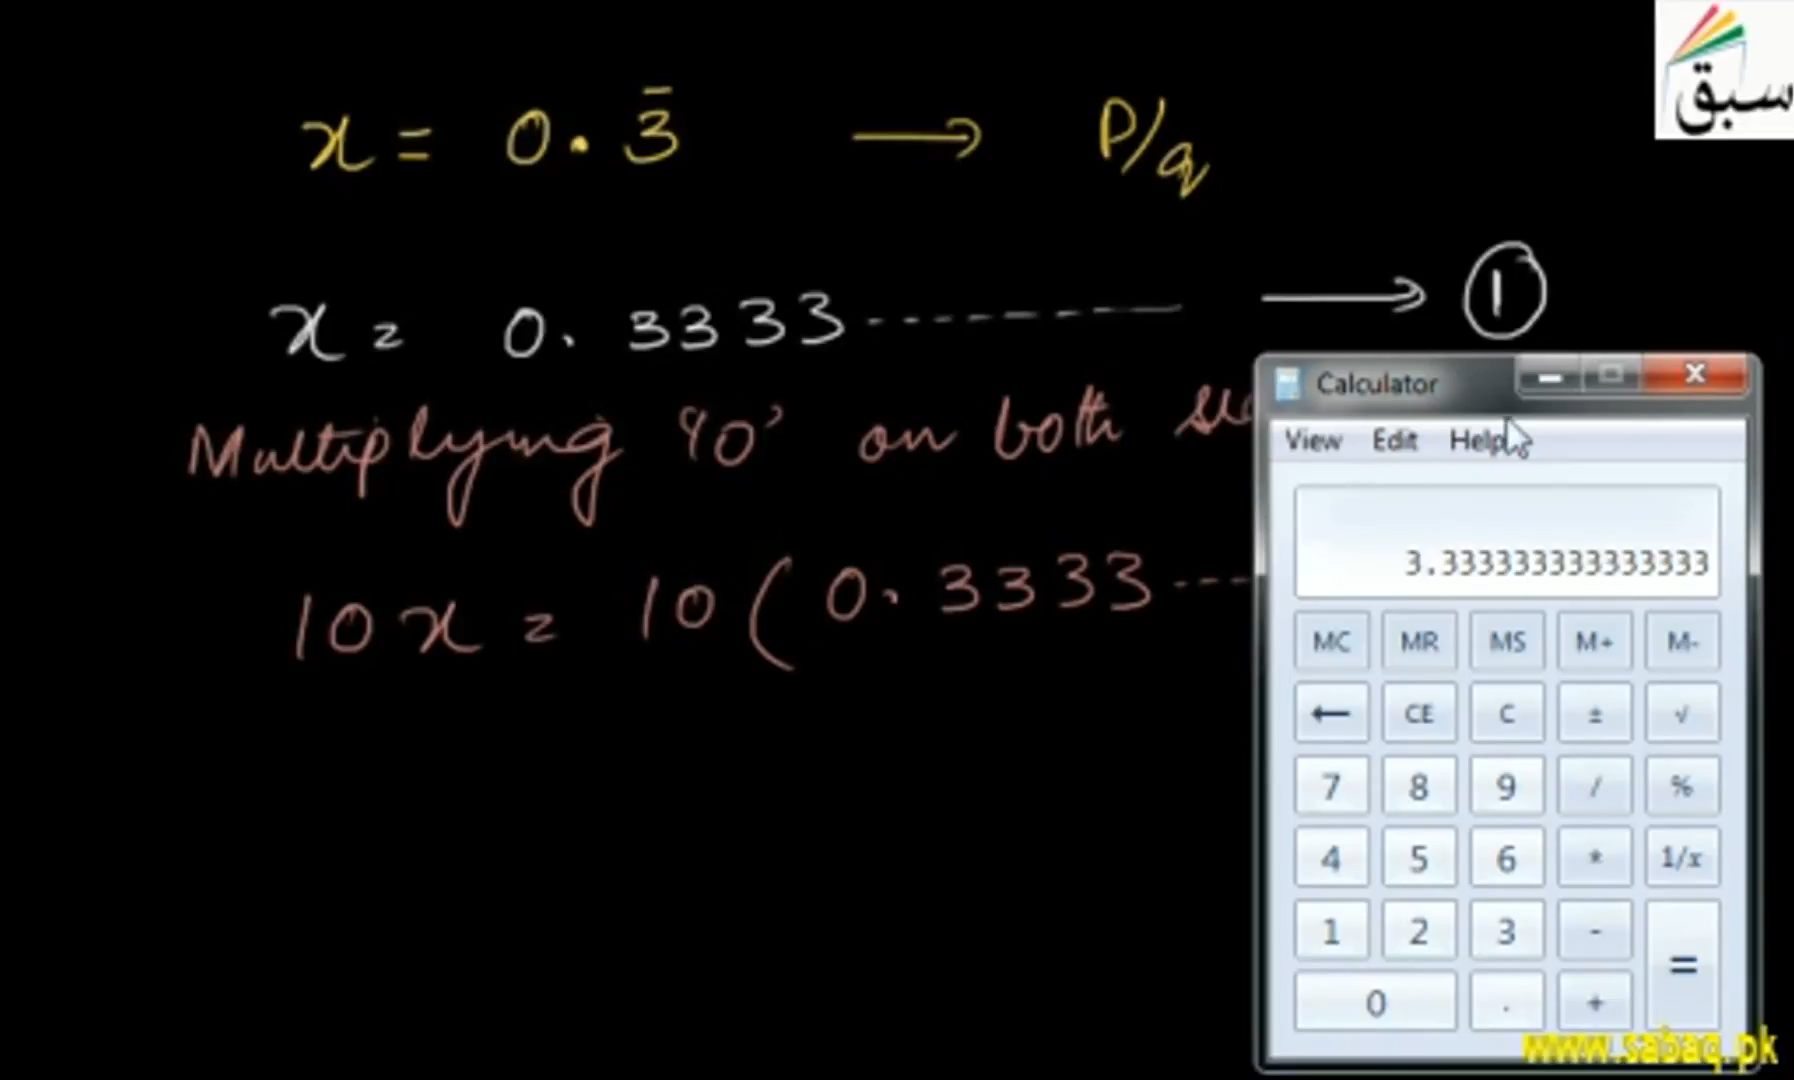 x = 0.3̄ → P/q
سبق
x = 0.3333--------- → 1
Multiplying '10' on both
10x = 10(0.3333---
Calculator
View Edit Help
3.333333333333333
MC MR MS M+ M-
← CE C ± √
7 8 9 / %
4 5 6 * 1/x
1 2 3 - =
0 . +
www.sabaq.pk